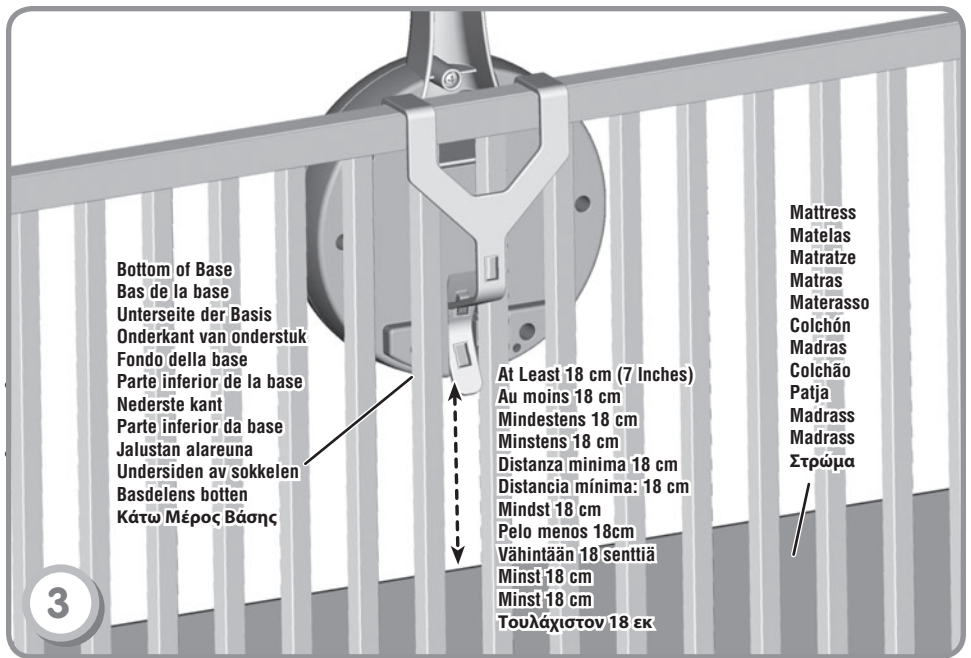 Bottom of Base
Bas de la base
Unterseite der Basis
Onderkant van onderstuk
Fondo della base
Parte inferior de la base
Nederste kant
Parte inferior da base
Jalustan alareuna
Undersiden av sokkelen
Basdelens botten
Κάτω Μέρος Βάσης
At Least 18 cm (7 Inches)
Au moins 18 cm
Mindestens 18 cm
Minstens 18 cm
Distanza minima 18 cm
Distancia mínima: 18 cm
Mindst 18 cm
Pelo menos 18cm
Vähintään 18 senttiä
Minst 18 cm
Minst 18 cm
Τουλάχιστον 18 εκ
Mattress
Matelas
Matratze
Matras
Materasso
Colchón
Madras
Colchão
Patja
Madrass
Madrass
Στρώμα
3